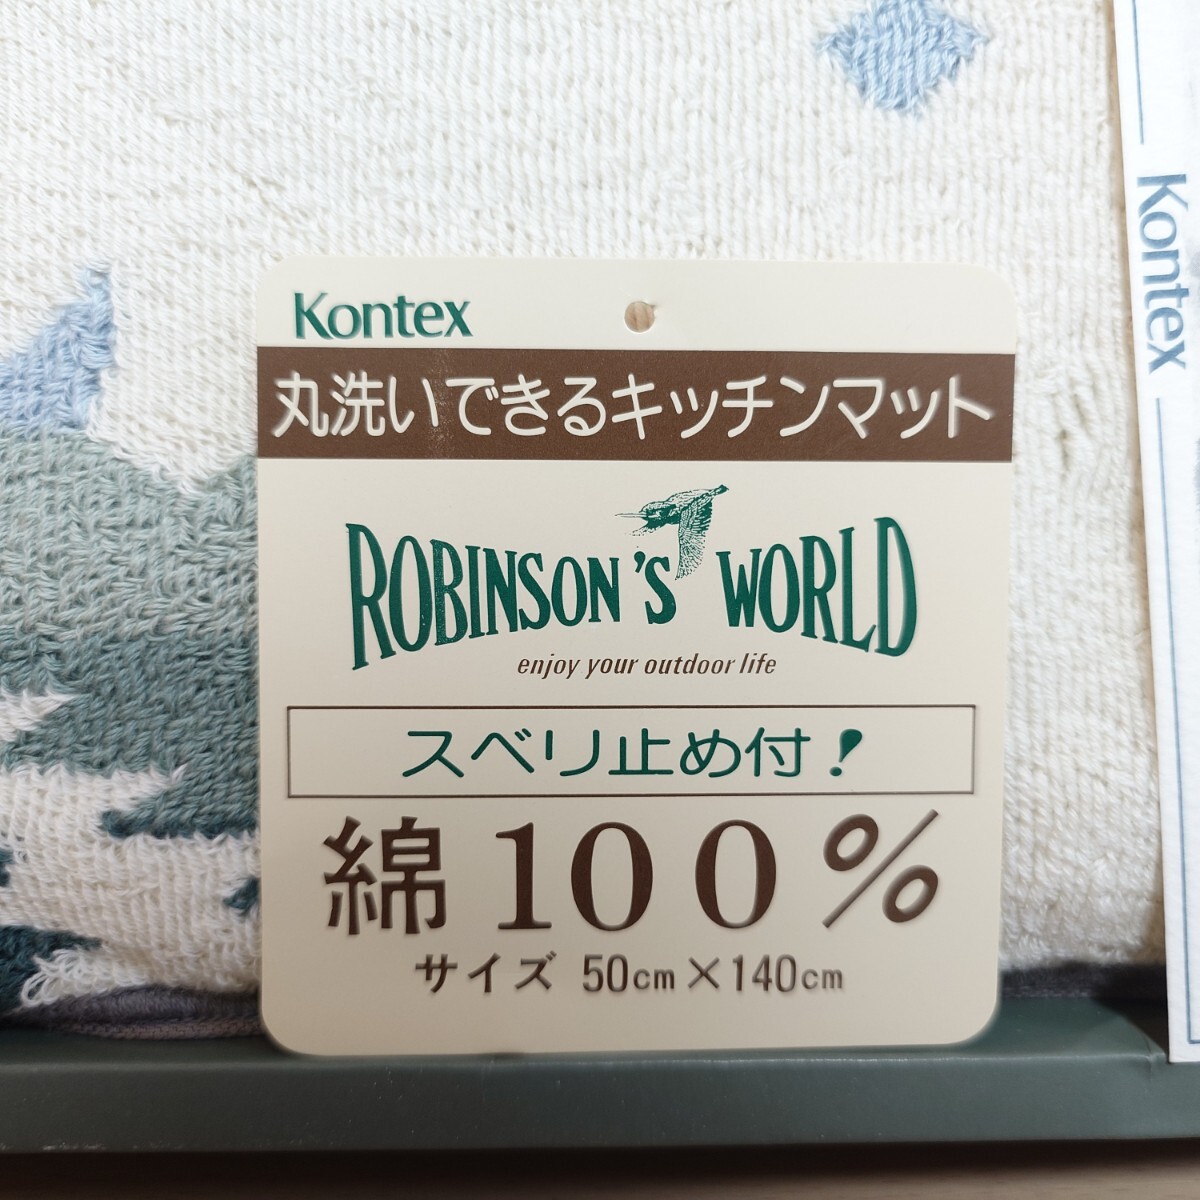 Kontex
丸洗いできるキッチンマット
ROBINSON'S WORLD
enjoy your outdoor life
スベリ止め付!
綿100%
サイズ 50cm×140cm
Kontex